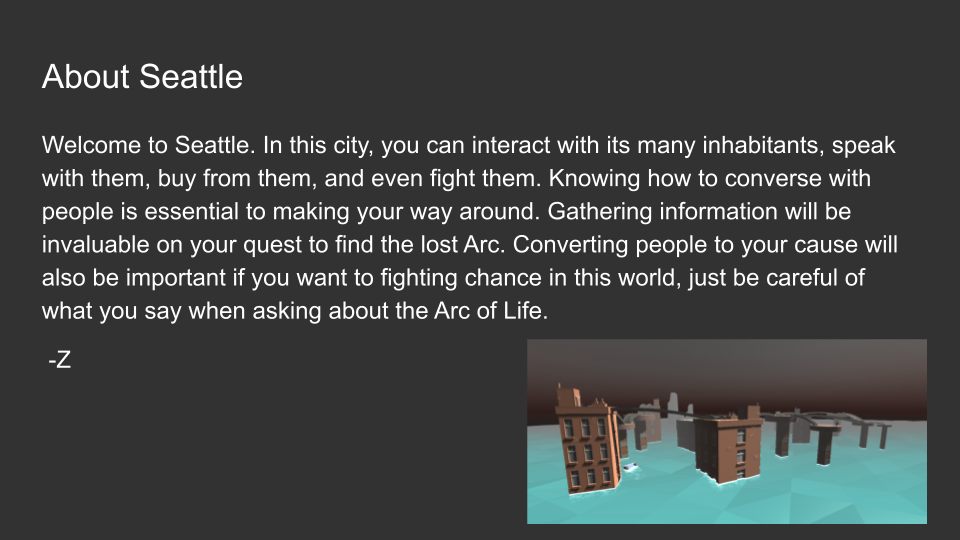 About Seattle
Welcome to Seattle. In this city, you can interact with its many inhabitants, speak
with them, buy from them, and even fight them. Knowing how to converse with
people is essential to making your way around. Gathering information will be
invaluable on your quest to find the lost Arc. Converting people to your cause will
also be important if you want to fighting chance in this world, just be careful of
what you say when asking about the Arc of Life.
-Z